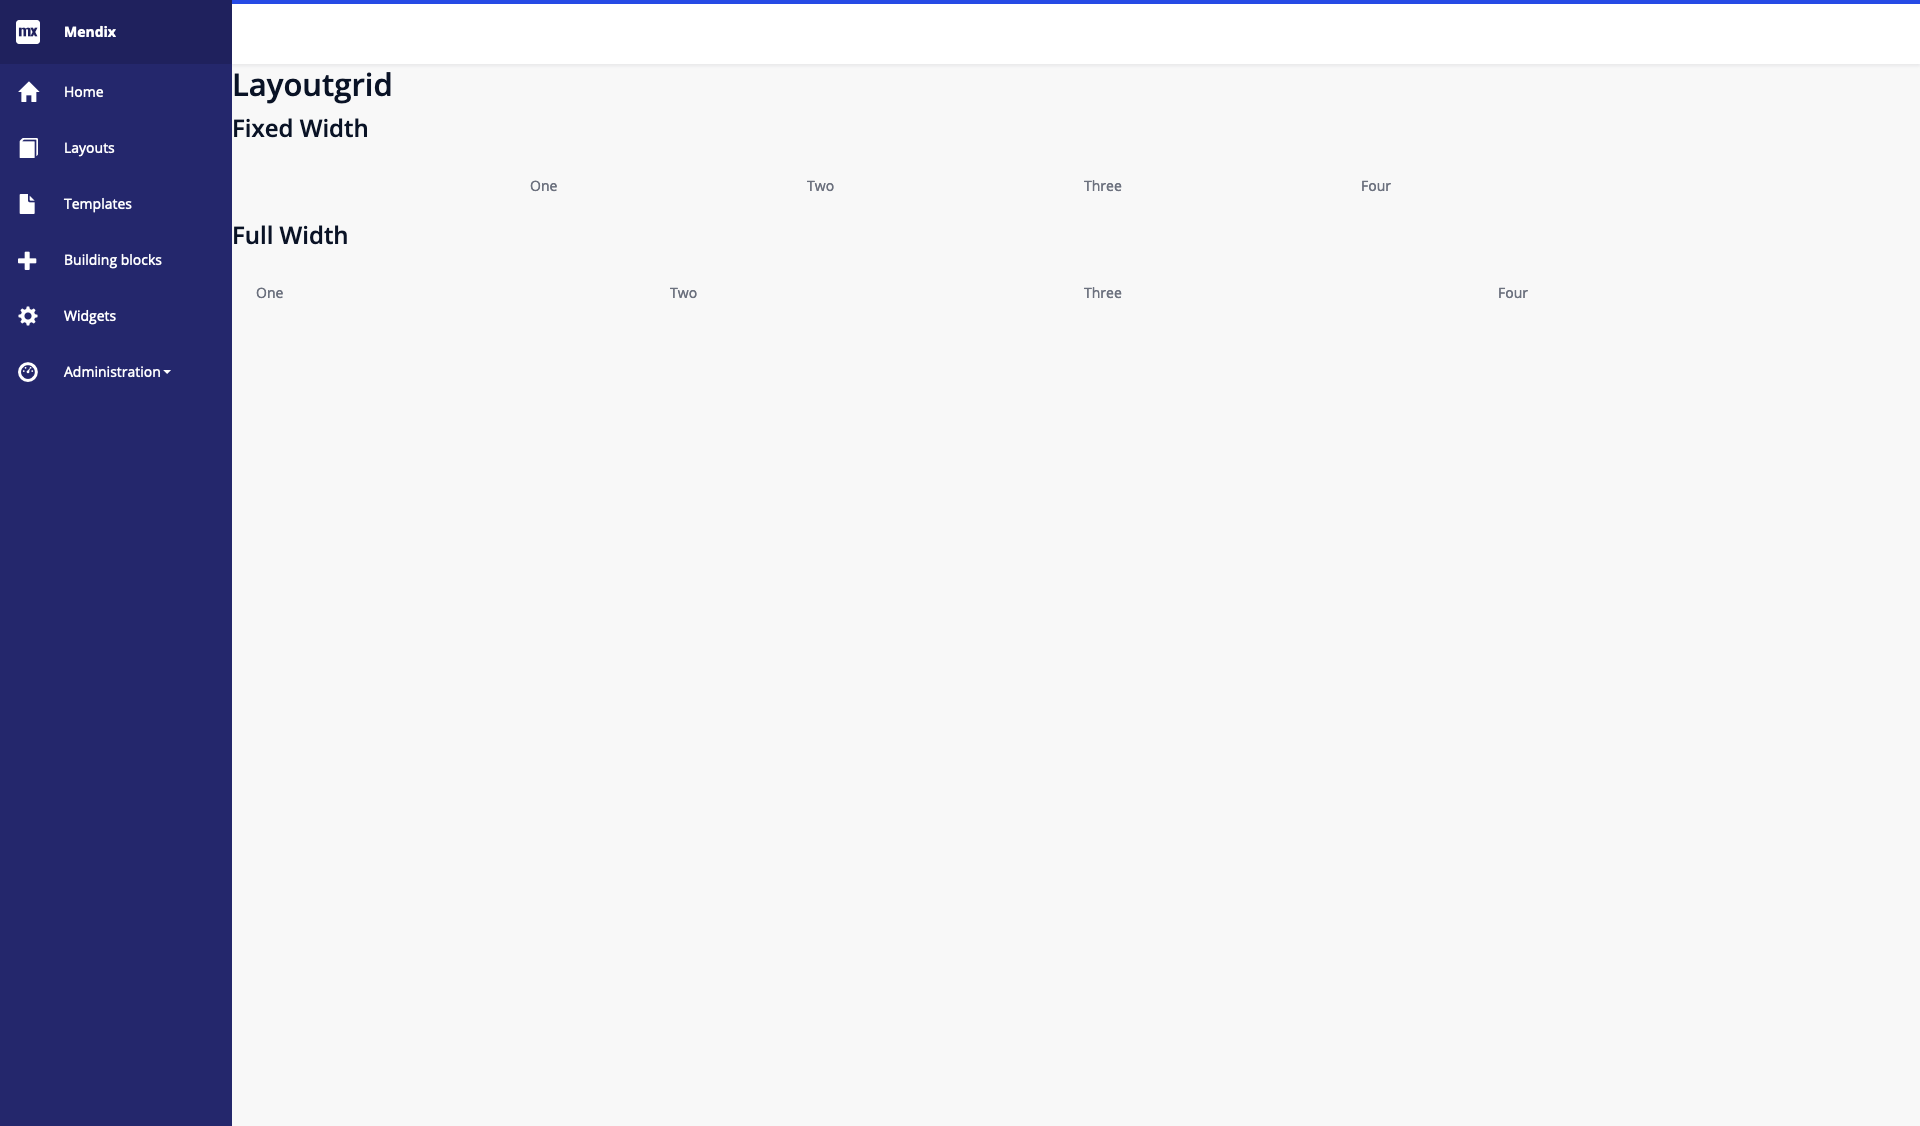 mx Mendix
Home
Layouts
Templates
Building blocks
Widgets
Administration
Layoutgrid
Fixed Width
One Two Three Four
Full Width
One Two Three Four